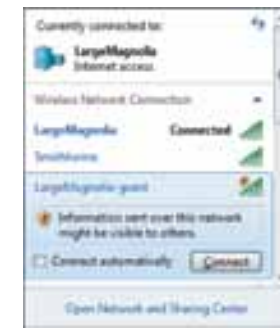 Currently connected to:
LargeMagnolia
Internet access
Wireless Network Connection
LargeMagnolia Connected
Smithhome
LargeMagnolia-guest
Information sent over this network
might be visible to others.
Connect automatically Connect
Open Network and Sharing Center